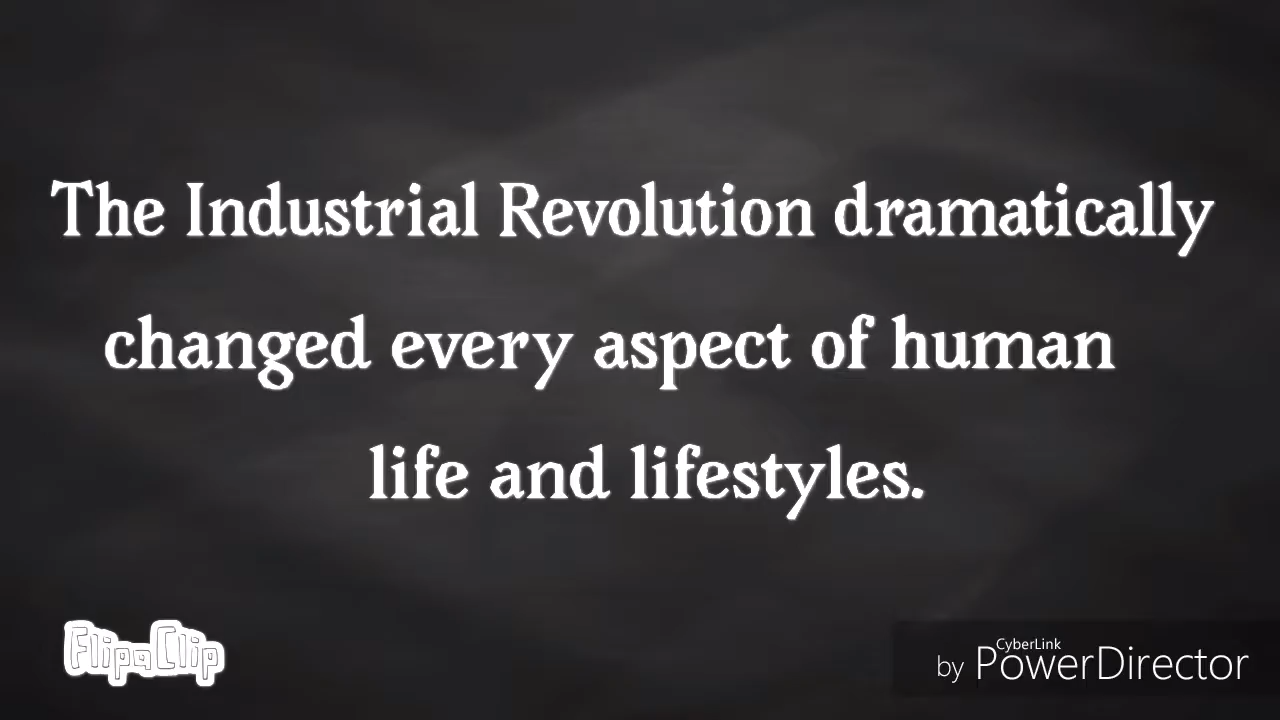 The Industrial Revolution dramatically
changed every aspect of human
life and lifestyles.
FlipaClip
CyberLink
by PowerDirector